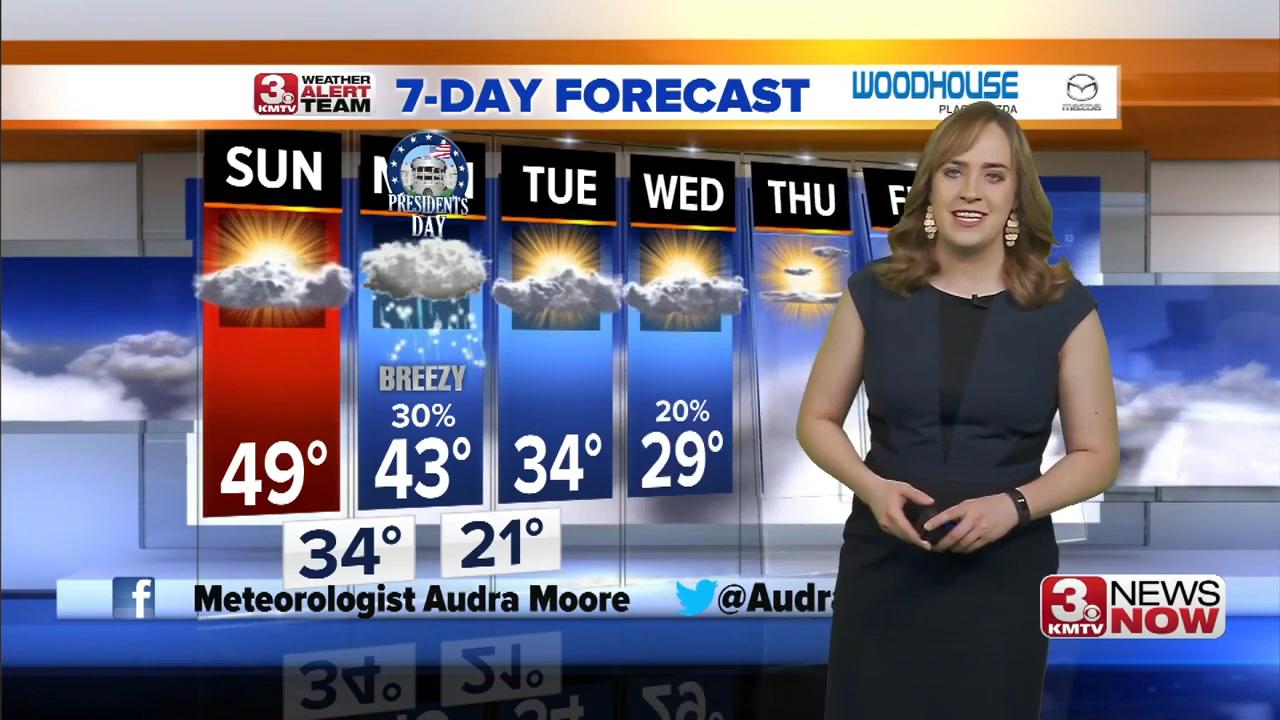 3 KMTV WEATHER ALERT TEAM 7-DAY FORECAST WOODHOUSE
mazda
SUN TUE WED THU
PRESIDENTS
DAY
BREEZY
30% 20%
49° 43° 34° 29°
34° 21°
f Meteorologist Audra Moore
3 KMTV NEWS NOW